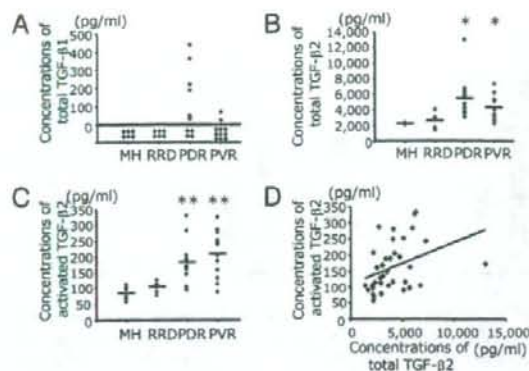 A
(pg/ml)
Concentrations of
total TGF-β1
500
400
300
200
100
0
MH RRD PDR PVR
B
(pg/ml)
Concentrations of
total TGF-β2
14,000
12,000
10,000
8,000
6,000
4,000
2,000
0
* *
MH RRD PDR PVR
C
(pg/ml)
Concentrations of
activated TGF-β2
350
300
250
200
150
100
50
0
** **
MH RRD PDR PVR
D
(pg/ml)
Concentrations of
activated TGF-β2
350
300
250
200
150
100
50
0
0 5,000 10,000 15,000
Concentrations of (pg/ml)
total TGF-β2